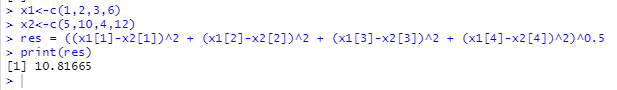 > x1<-c(1,2,3,6)
> x2<-c(5,10,4,12)
> res = ((x1[1]-x2[1])^2 + (x1[2]-x2[2])^2 + (x1[3]-x2[3])^2 + (x1[4]-x2[4])^2)^0.5
> print(res)
[1] 10.81665
>